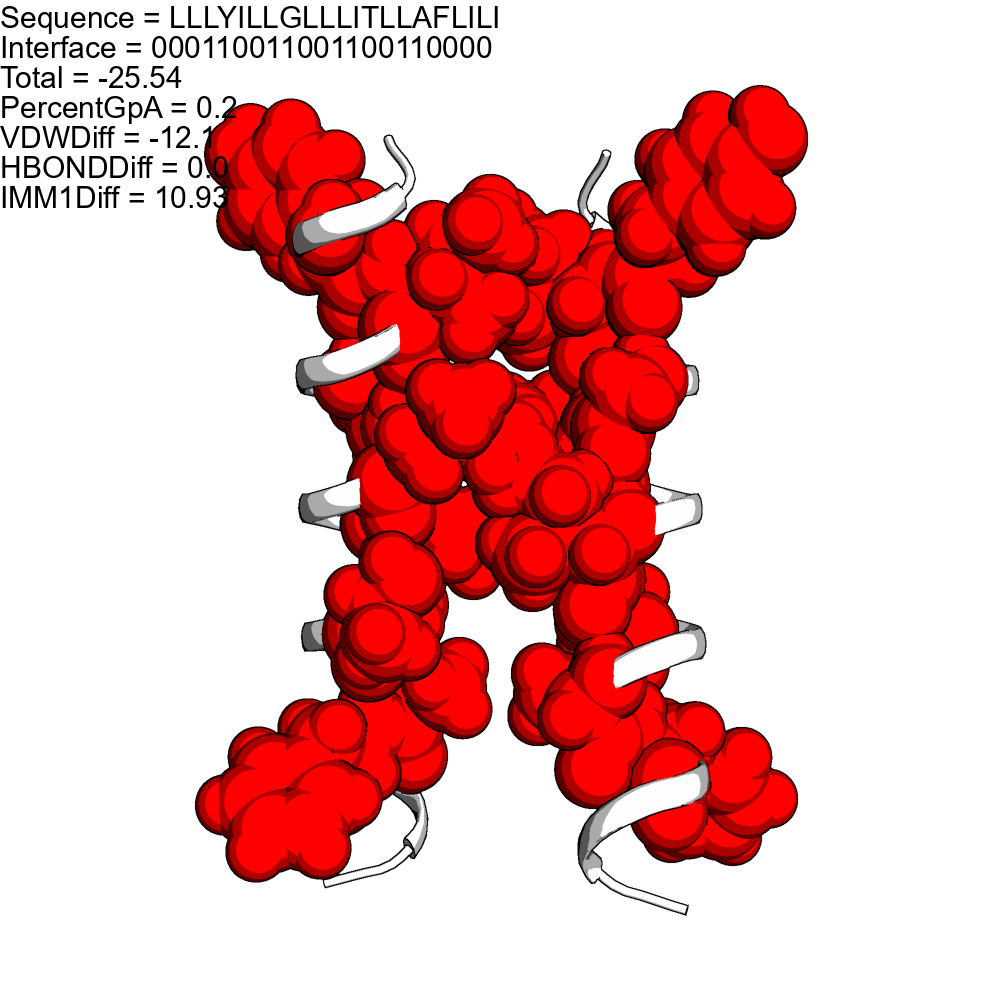 Sequence = LLLYILLGLLLITLLAFLILI
Interface = 000110011001100110000
Total = -25.54
PercentGpA = 0.2
VDWDiff = -12.1
HBONDDiff = 0.0
IMM1Diff = 10.93